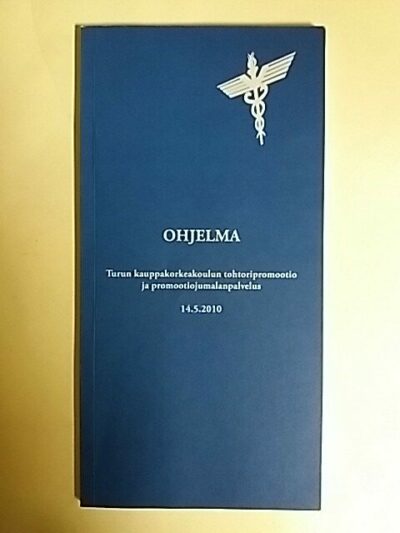 OHJELMA
Turun kauppakorkeakoulun tohtoripromootio
ja promootiojumalanpalvelus
14.5.2010